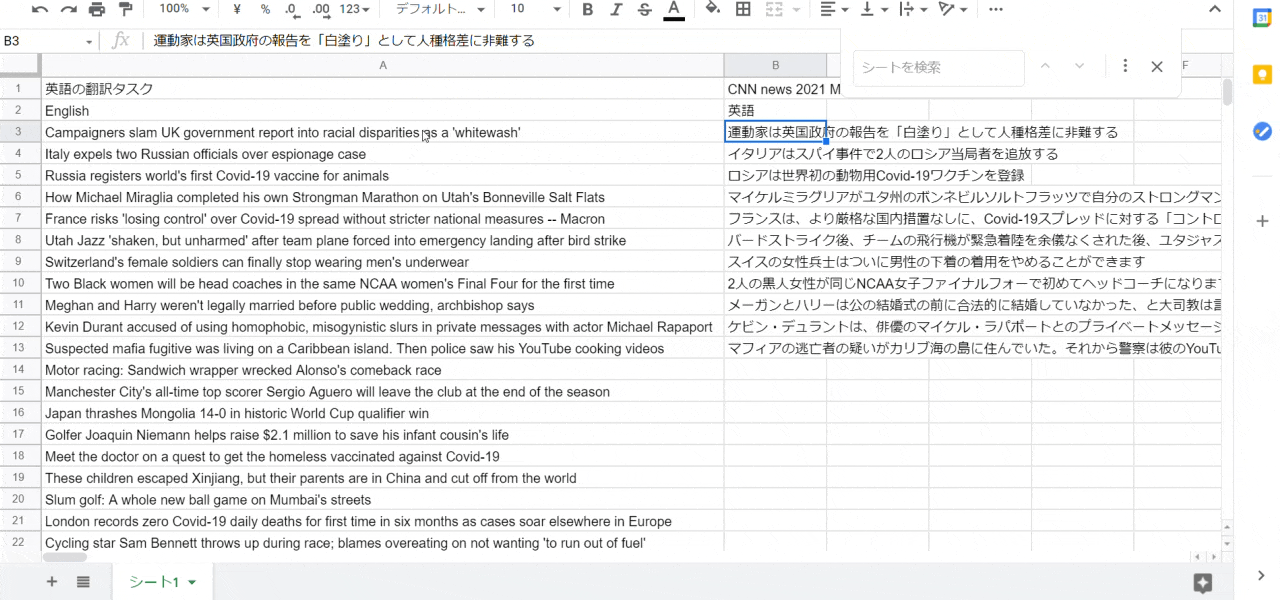 100% ¥ % .0 .00 123 デフォルト... 10 B I S A
B3 fx 運動家は英国政府の報告を「白塗り」として人種格差に非難する
シートを検索
A B F
1 英語の翻訳タスク CNN news 2021 M
2 English 英語
3 Campaigners slam UK government report into racial disparities as a 'whitewash' 運動家は英国政府の報告を「白塗り」として人種格差に非難する
4 Italy expels two Russian officials over espionage case イタリアはスパイ事件で2人のロシア当局者を追放する
5 Russia registers world's first Covid-19 vaccine for animals ロシアは世界初の動物用Covid-19ワクチンを登録
6 How Michael Miraglia completed his own Strongman Marathon on Utah's Bonneville Salt Flats マイケルミラグリアがユタ州のボンネビルソルトフラッツで自分のストロングマン
7 France risks 'losing control' over Covid-19 spread without stricter national measures -- Macron フランスは、より厳格な国内措置なしに、Covid-19スプレッドに対する「コントロ
8 Utah Jazz 'shaken, but unharmed' after team plane forced into emergency landing after bird strike バードストライク後、チームの飛行機が緊急着陸を余儀なくされた後、ユタジャズ
9 Switzerland's female soldiers can finally stop wearing men's underwear スイスの女性兵士はついに男性の下着の着用をやめることができます
10 Two Black women will be head coaches in the same NCAA women's Final Four for the first time 2人の黒人女性が同じNCAA女子ファイナルフォーで初めてヘッドコーチになります
11 Meghan and Harry weren't legally married before public wedding, archbishop says メーガンとハリーは公の結婚式の前に合法的に結婚していなかった、と大司教は言
12 Kevin Durant accused of using homophobic, misogynistic slurs in private messages with actor Michael Rapaport ケビン・デュラントは、俳優のマイケル・ラパポートとのプライベートメッセージ
13 Suspected mafia fugitive was living on a Caribbean island. Then police saw his YouTube cooking videos マフィアの逃亡者の疑いがカリブ海の島に住んでいた。それから警察は彼のYouTu
14 Motor racing: Sandwich wrapper wrecked Alonso's comeback race
15 Manchester City's all-time top scorer Sergio Aguero will leave the club at the end of the season
16 Japan thrashes Mongolia 14-0 in historic World Cup qualifier win
17 Golfer Joaquin Niemann helps raise $2.1 million to save his infant cousin's life
18 Meet the doctor on a quest to get the homeless vaccinated against Covid-19
19 These children escaped Xinjiang, but their parents are in China and cut off from the world
20 Slum golf: A whole new ball game on Mumbai's streets
21 London records zero Covid-19 daily deaths for first time in six months as cases soar elsewhere in Europe
22 Cycling star Sam Bennett throws up during race; blames overeating on not wanting 'to run out of fuel'
シート1
31